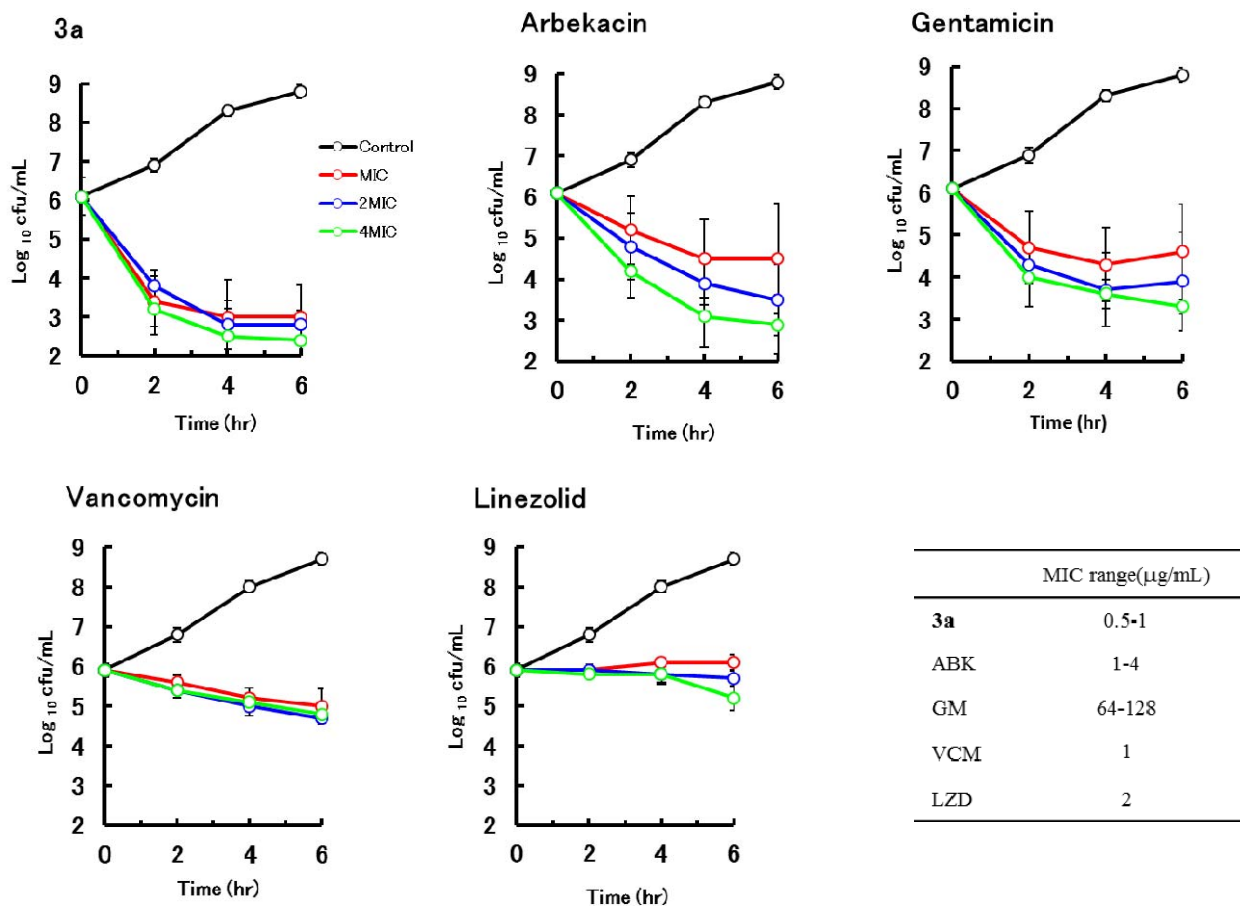 3a
Arbekacin
Gentamicin
Log 10 cfu/mL
9
8
7
6
5
4
3
2
0 2 4 6
Time (hr)
Control
MIC
2MIC
4MIC
Log 10 cfu/mL
9
8
7
6
5
4
3
2
0 2 4 6
Time (hr)
Log 10 cfu/mL
9
8
7
6
5
4
3
2
0 2 4 6
Time (hr)
Vancomycin
Linezolid
Log 10 cfu/mL
9
8
7
6
5
4
3
2
0 2 4 6
Time (hr)
Log 10 cfu/mL
9
8
7
6
5
4
3
2
0 2 4 6
Time (hr)
MIC range(μg/mL)
3a 0.5-1
ABK 1-4
GM 64-128
VCM 1
LZD 2